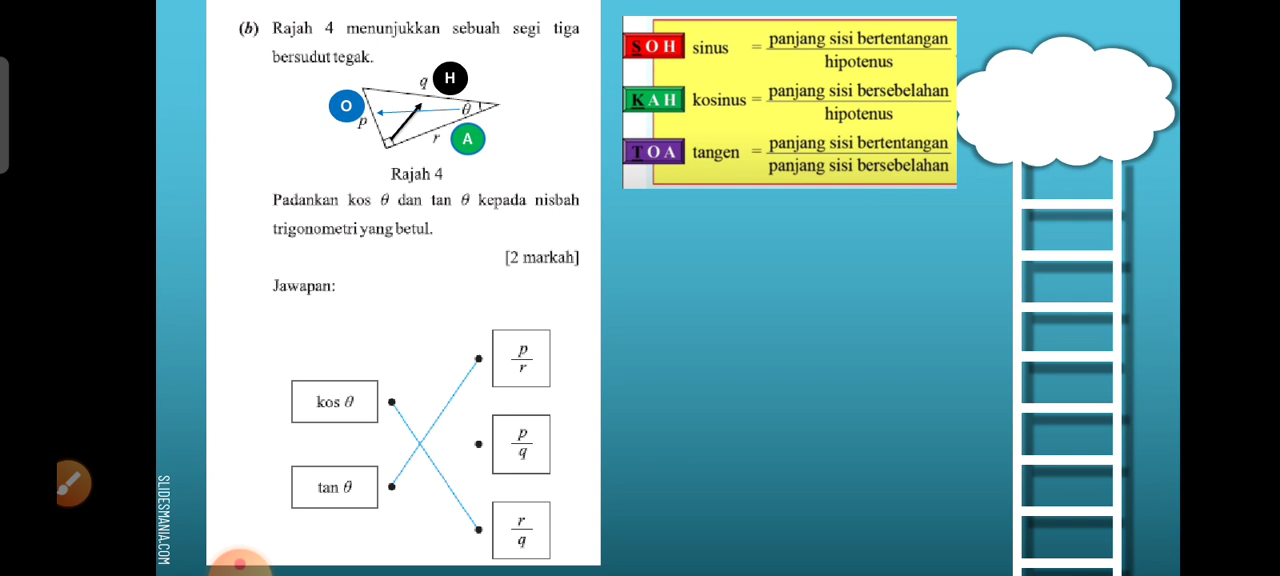 (b) Rajah 4 menunjukkan sebuah segi tiga
bersudut tegak.
q H
O
p
θ
r A
Rajah 4
Padankan kos θ dan tan θ kepada nisbah
trigonometri yang betul.
[2 markah]
Jawapan:
p
r
kos θ
p
q
tan θ
r
q
SOH sinus = panjang sisi bertentangan
hipotenus
KAH kosinus = panjang sisi bersebelahan
hipotenus
TOA tangen = panjang sisi bertentangan
panjang sisi bersebelahan
SLIDESMANIA.COM